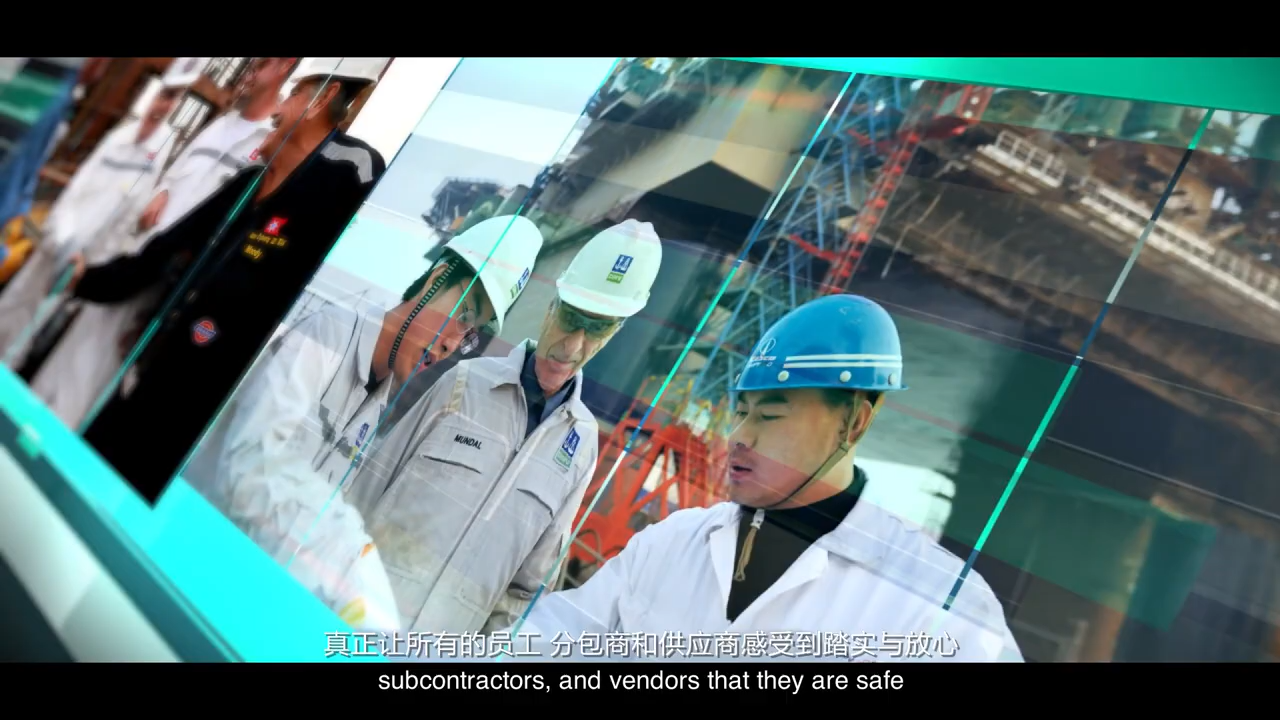 MUNDAL
真正让所有的员工 分包商和供应商感受到踏实与放心
subcontractors, and vendors that they are safe